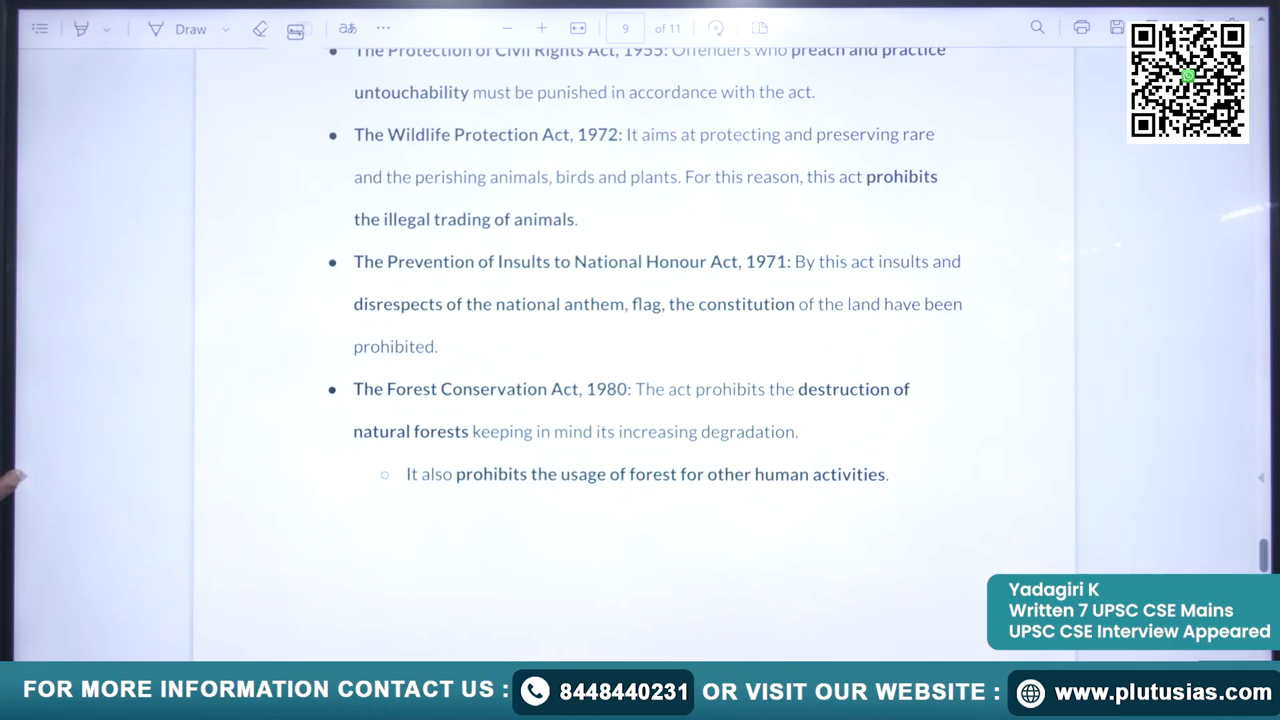 Draw
9 of 11
The Protection of Civil Rights Act, 1955: Offenders who preach and practice
untouchability must be punished in accordance with the act.
The Wildlife Protection Act, 1972: It aims at protecting and preserving rare
and the perishing animals, birds and plants. For this reason, this act prohibits
the illegal trading of animals.
The Prevention of Insults to National Honour Act, 1971: By this act insults and
disrespects of the national anthem, flag, the constitution of the land have been
prohibited.
The Forest Conservation Act, 1980: The act prohibits the destruction of
natural forests keeping in mind its increasing degradation.
It also prohibits the usage of forest for other human activities.
Yadagiri K
Written 7 UPSC CSE Mains
UPSC CSE Interview Appeared
FOR MORE INFORMATION CONTACT US : 8448440231 OR VISIT OUR WEBSITE : www.plutusias.com